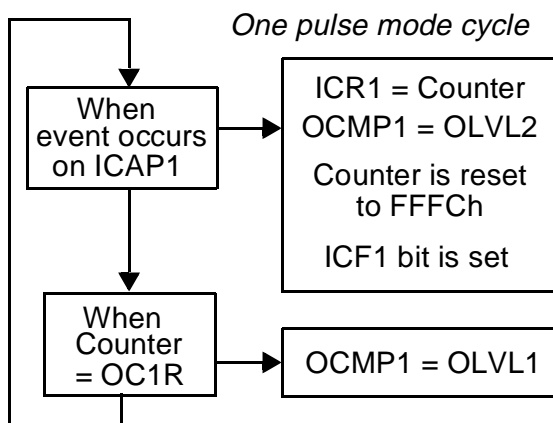 One pulse mode cycle
When
event occurs
on ICAP1
ICR1 = Counter
OCMP1 = OLVL2
Counter is reset
to FFFCh
ICF1 bit is set
When
Counter
= OC1R
OCMP1 = OLVL1